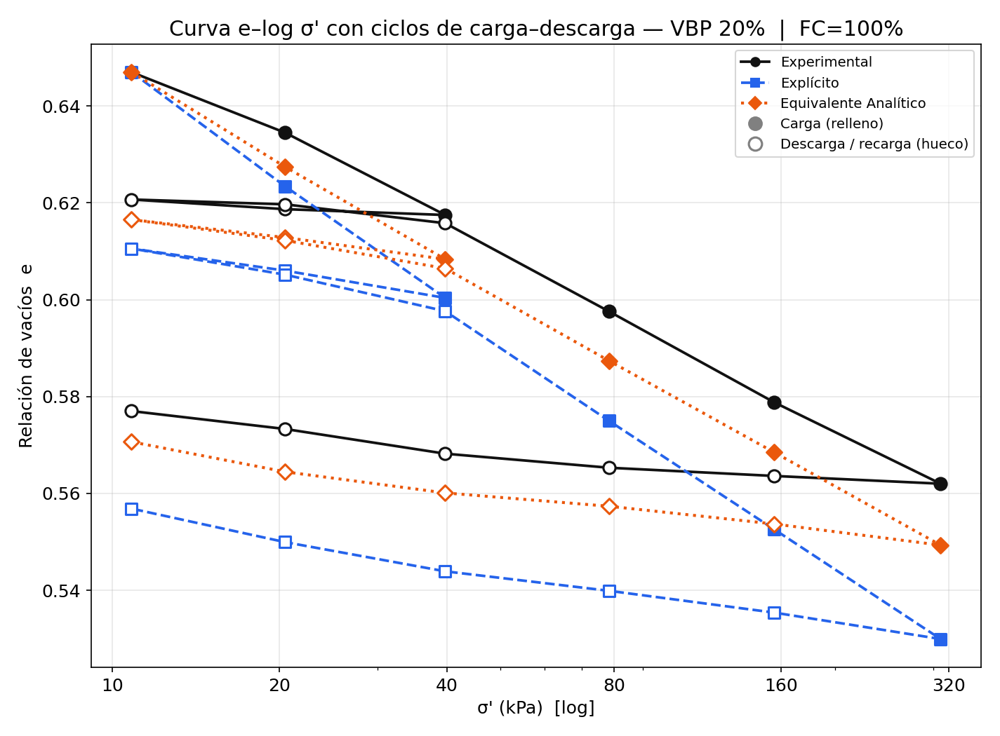 Curva e–log σ' con ciclos de carga–descarga — VBP 20%  |  FC=100%
Experimental
Explícito
Equivalente Analítico
Carga (relleno)
Descarga / recarga (hueco)
Relación de vacíos  e
0.64
0.62
0.60
0.58
0.56
0.54
10 20 40 80 160 320
σ' (kPa)  [log]